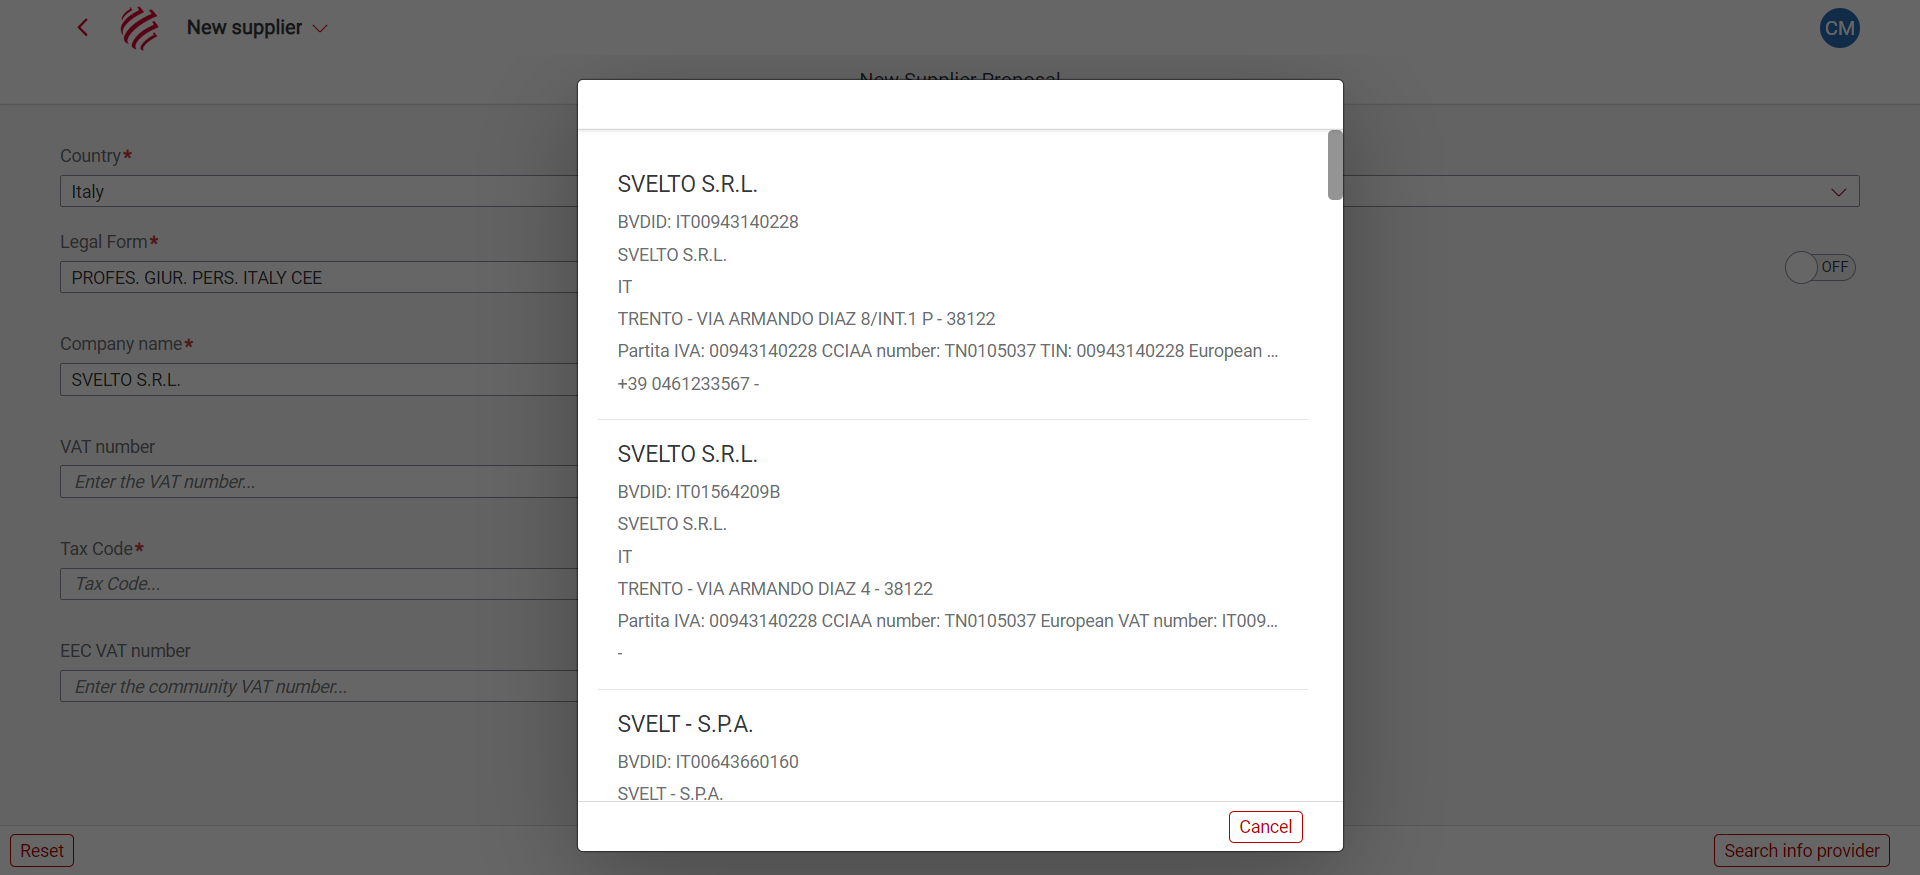 New supplier
CM
New Supplier Proposal
Country*
Italy
Legal Form*
PROFES. GIUR. PERS. ITALY CEE
OFF
Company name*
SVELTO S.R.L.
VAT number
Enter the VAT number...
Tax Code*
Tax Code...
EEC VAT number
Enter the community VAT number...
SVELTO S.R.L.
BVDID: IT00943140228
SVELTO S.R.L.
IT
TRENTO - VIA ARMANDO DIAZ 8/INT.1 P - 38122
Partita IVA: 00943140228 CCIAA number: TN0105037 TIN: 00943140228 European ...
+39 0461233567 -
SVELTO S.R.L.
BVDID: IT01564209B
SVELTO S.R.L.
IT
TRENTO - VIA ARMANDO DIAZ 4 - 38122
Partita IVA: 00943140228 CCIAA number: TN0105037 European VAT number: IT009...
-
SVELT - S.P.A.
BVDID: IT00643660160
SVELT - S.P.A.
Cancel
Reset
Search info provider